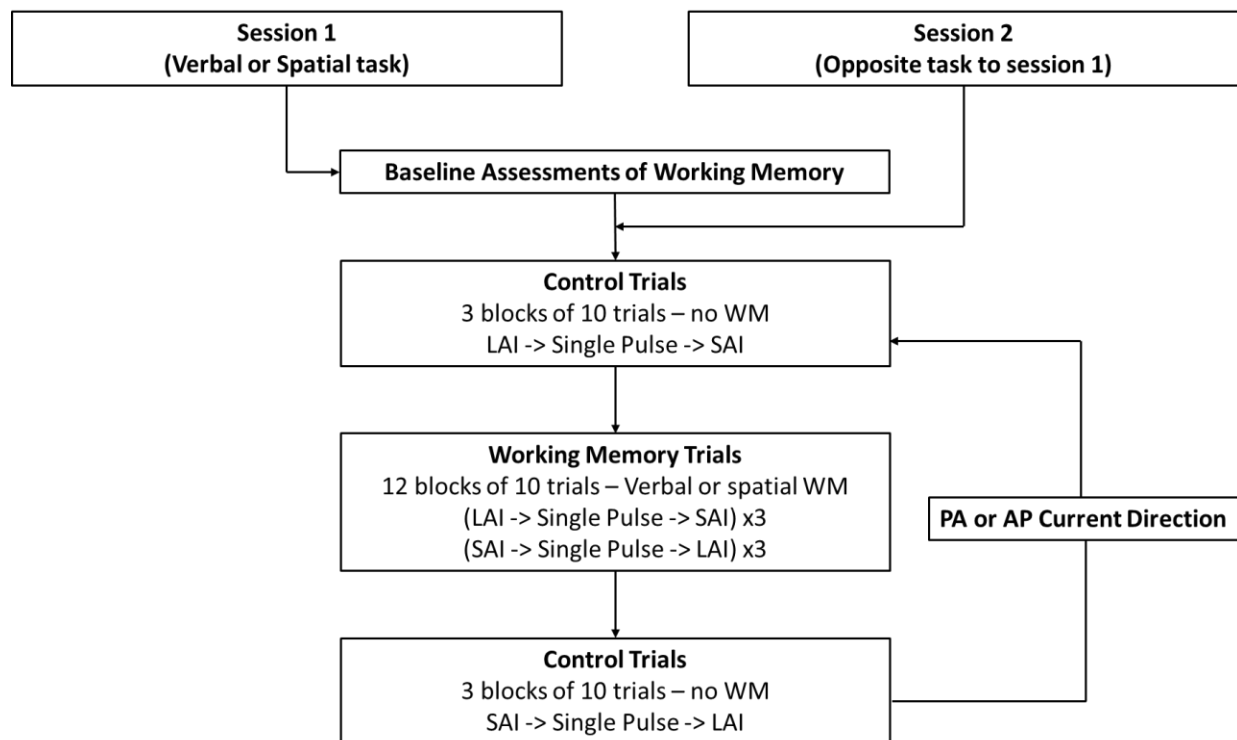 Session 1
(Verbal or Spatial task)
Session 2
(Opposite task to session 1)
Baseline Assessments of Working Memory
Control Trials
3 blocks of 10 trials – no WM
LAI -> Single Pulse -> SAI
Working Memory Trials
12 blocks of 10 trials – Verbal or spatial WM
(LAI -> Single Pulse -> SAI) x3
(SAI -> Single Pulse -> LAI) x3
PA or AP Current Direction
Control Trials
3 blocks of 10 trials – no WM
SAI -> Single Pulse -> LAI